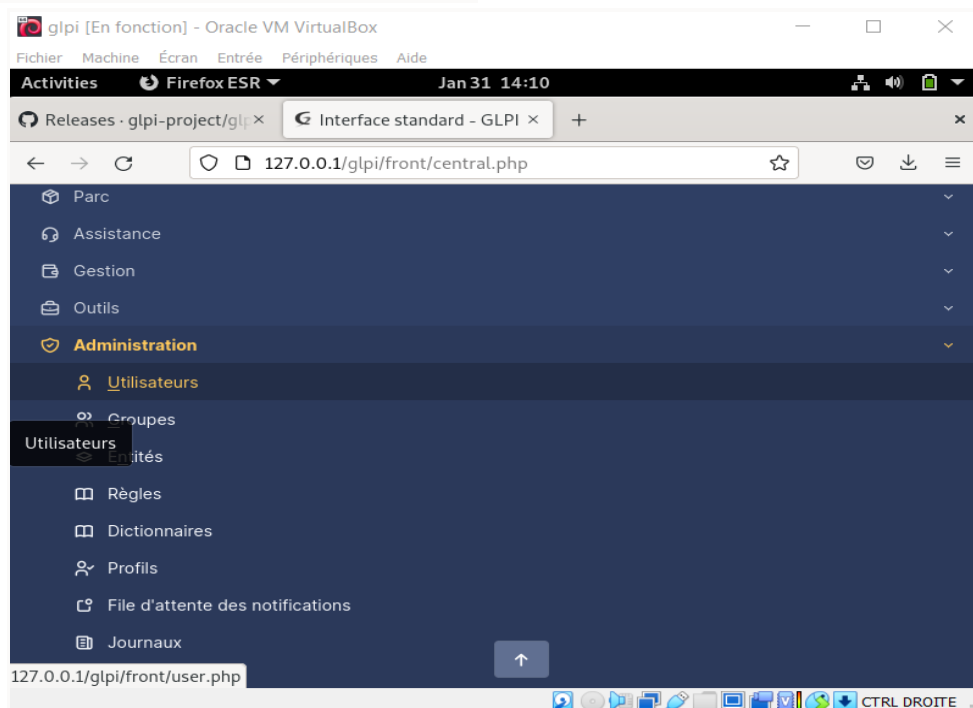 glpi [En fonction] - Oracle VM VirtualBox
Fichier Machine Écran Entrée Périphériques Aide
Activities Firefox ESR Jan 31 14:10
Releases · glpi-project/glp Interface standard - GLPI
127.0.0.1/glpi/front/central.php
Parc
Assistance
Gestion
Outils
Administration
Utilisateurs
Groupes
Utilisateurs
Entités
Règles
Dictionnaires
Profils
File d'attente des notifications
Journaux
127.0.0.1/glpi/front/user.php
CTRL DROITE